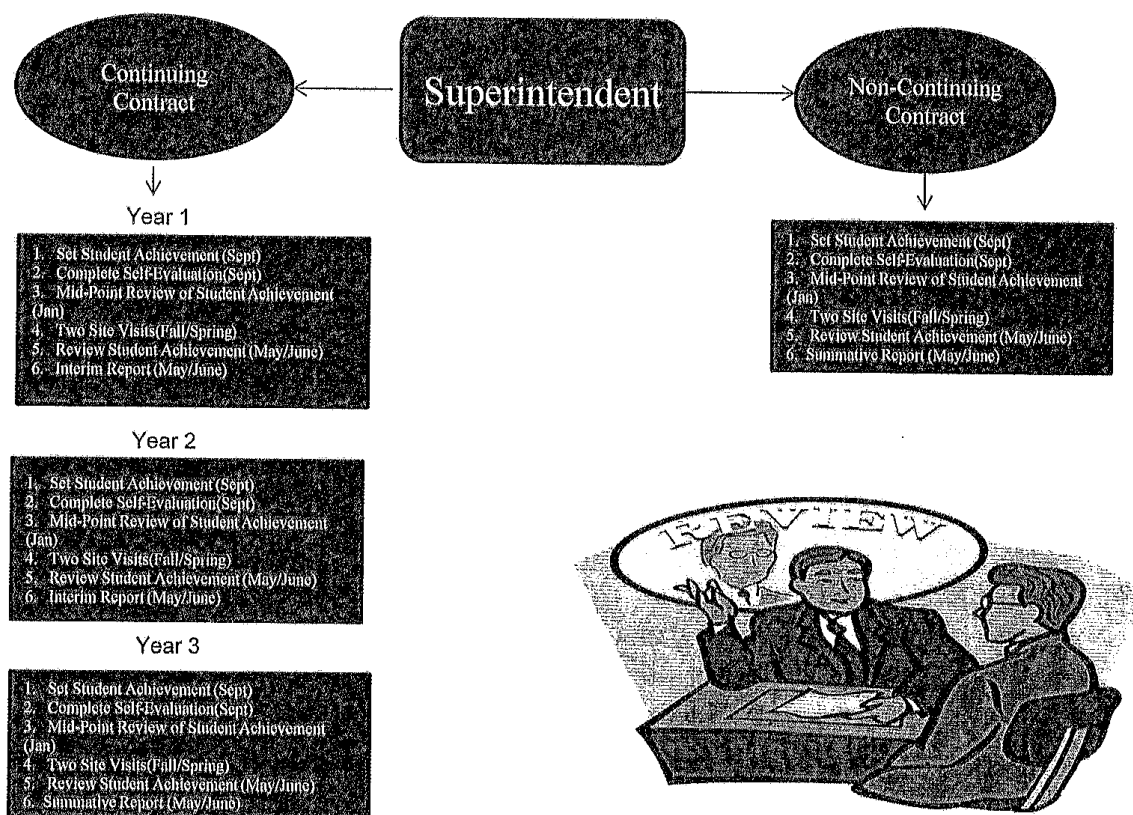 Continuing
Contract
Superintendent
Non-Continuing
Contract
Year 1
1. Set Student Achievement (Sept)
2. Complete Self-Evaluation(Sept)
3. Mid-Point Review of Student Achievement
(Jan)
4. Two Site Visits(Fall/Spring)
5. Review Student Achievement (May/June)
6. Interim Report (May/June)
1. Set Student Achievement (Sept)
2. Complete Self-Evaluation(Sept)
3. Mid-Point Review of Student Achievement
(Jan)
4. Two Site Visits(Fall/Spring)
5. Review Student Achievement (May/June)
6. Summative Report (May/June)
Year 2
1. Set Student Achievement (Sept)
2. Complete Self-Evaluation(Sept)
3. Mid-Point Review of Student Achievement
(Jan)
4. Two Site Visits(Fall/Spring)
5. Review Student Achievement (May/June)
6. Interim Report (May/June)
Year 3
1. Set Student Achievement (Sept)
2. Complete Self-Evaluation(Sept)
3. Mid-Point Review of Student Achievement
(Jan)
4. Two Site Visits(Fall/Spring)
5. Review Student Achievement (May/June)
6. Summative Report (May/June)
REVIEW